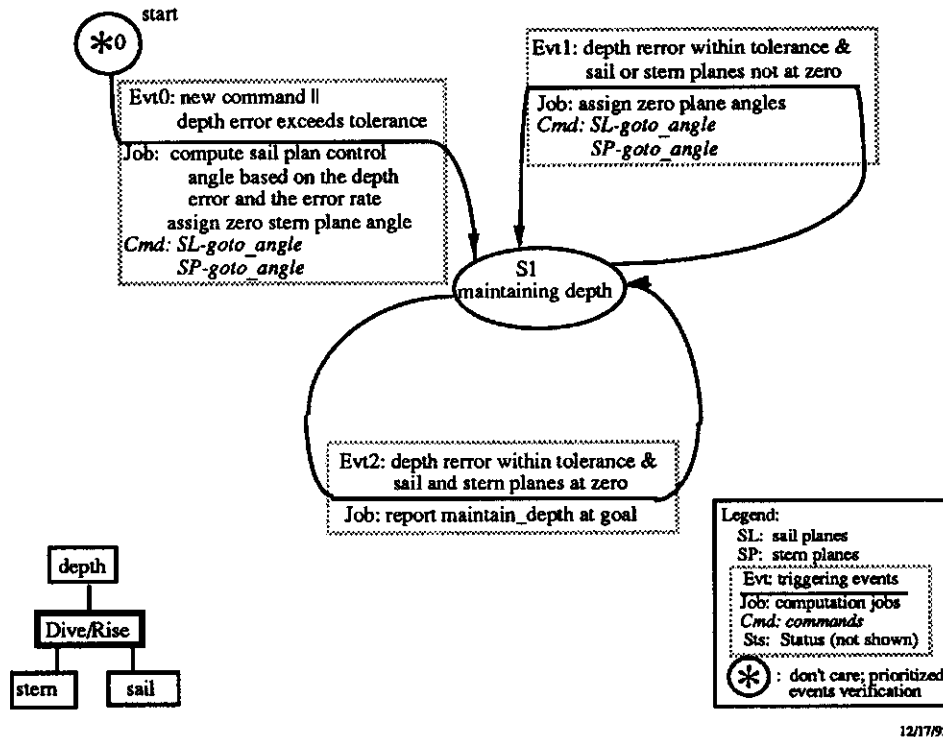 start
*0
Evt0: new command ||
depth error exceeds tolerance
Job: compute sail plan control
angle based on the depth
error and the error rate
assign zero stern plane angle
Cmd: SL-goto_angle
SP-goto_angle
Evt1: depth rerror within tolerance &
sail or stern planes not at zero
Job: assign zero plane angles
Cmd: SL-goto_angle
SP-goto_angle
S1
maintaining depth
Evt2: depth rerror within tolerance &
sail and stern planes at zero
Job: report maintain_depth at goal
depth
Dive/Rise
stern
sail
Legend:
SL: sail planes
SP: stern planes
Evt: triggering events
Job: computation jobs
Cmd: commands
Sts: Status (not shown)
* : don't care; prioritized
events verification